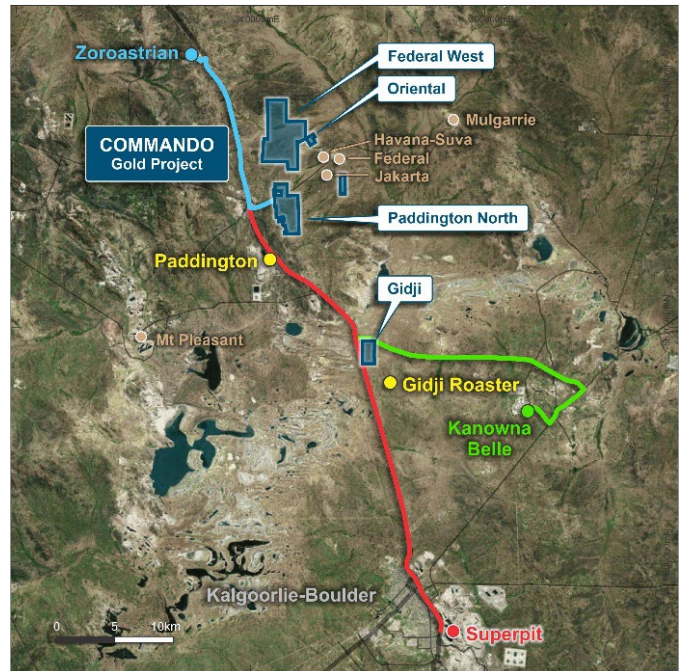 Zoroastrian
Federal West
Oriental
COMMANDO
Gold Project
Mulgarrie
Havana-Suva
Federal
Jakarta
Paddington North
Paddington
Gidji
Mt Pleasant
Gidji Roaster
Kanowna
Belle
Kalgoorlie-Boulder
0 5 10km
Superpit